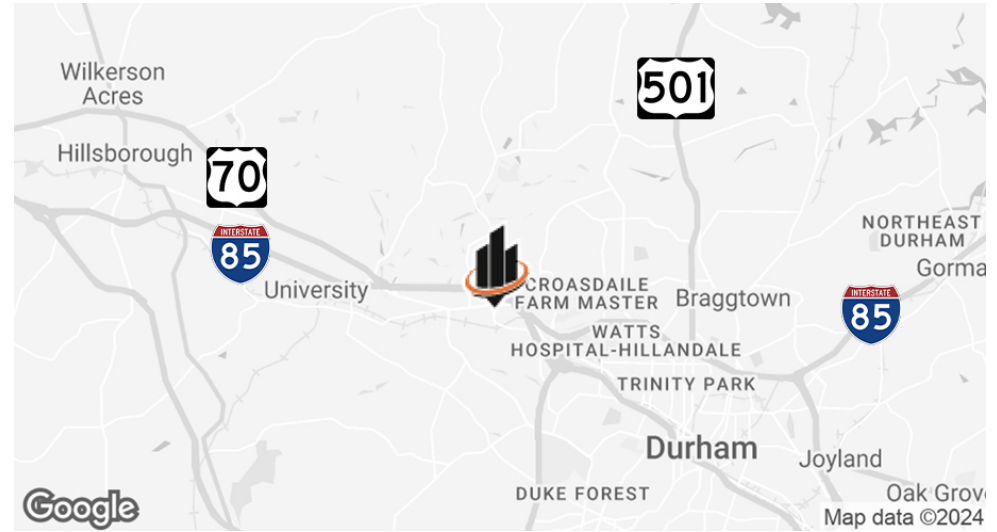 Wilkerson
Acres
501
Hillsborough
70
INTERSTATE
85
NORTHEAST
DURHAM
Gorma
University
CROASDAILE
FARM MASTER
Braggtown
INTERSTATE
85
WATTS
HOSPITAL-HILLANDALE
TRINITY PARK
Durham
Joyland
DUKE FOREST
Oak Grov
Google
Map data ©2024